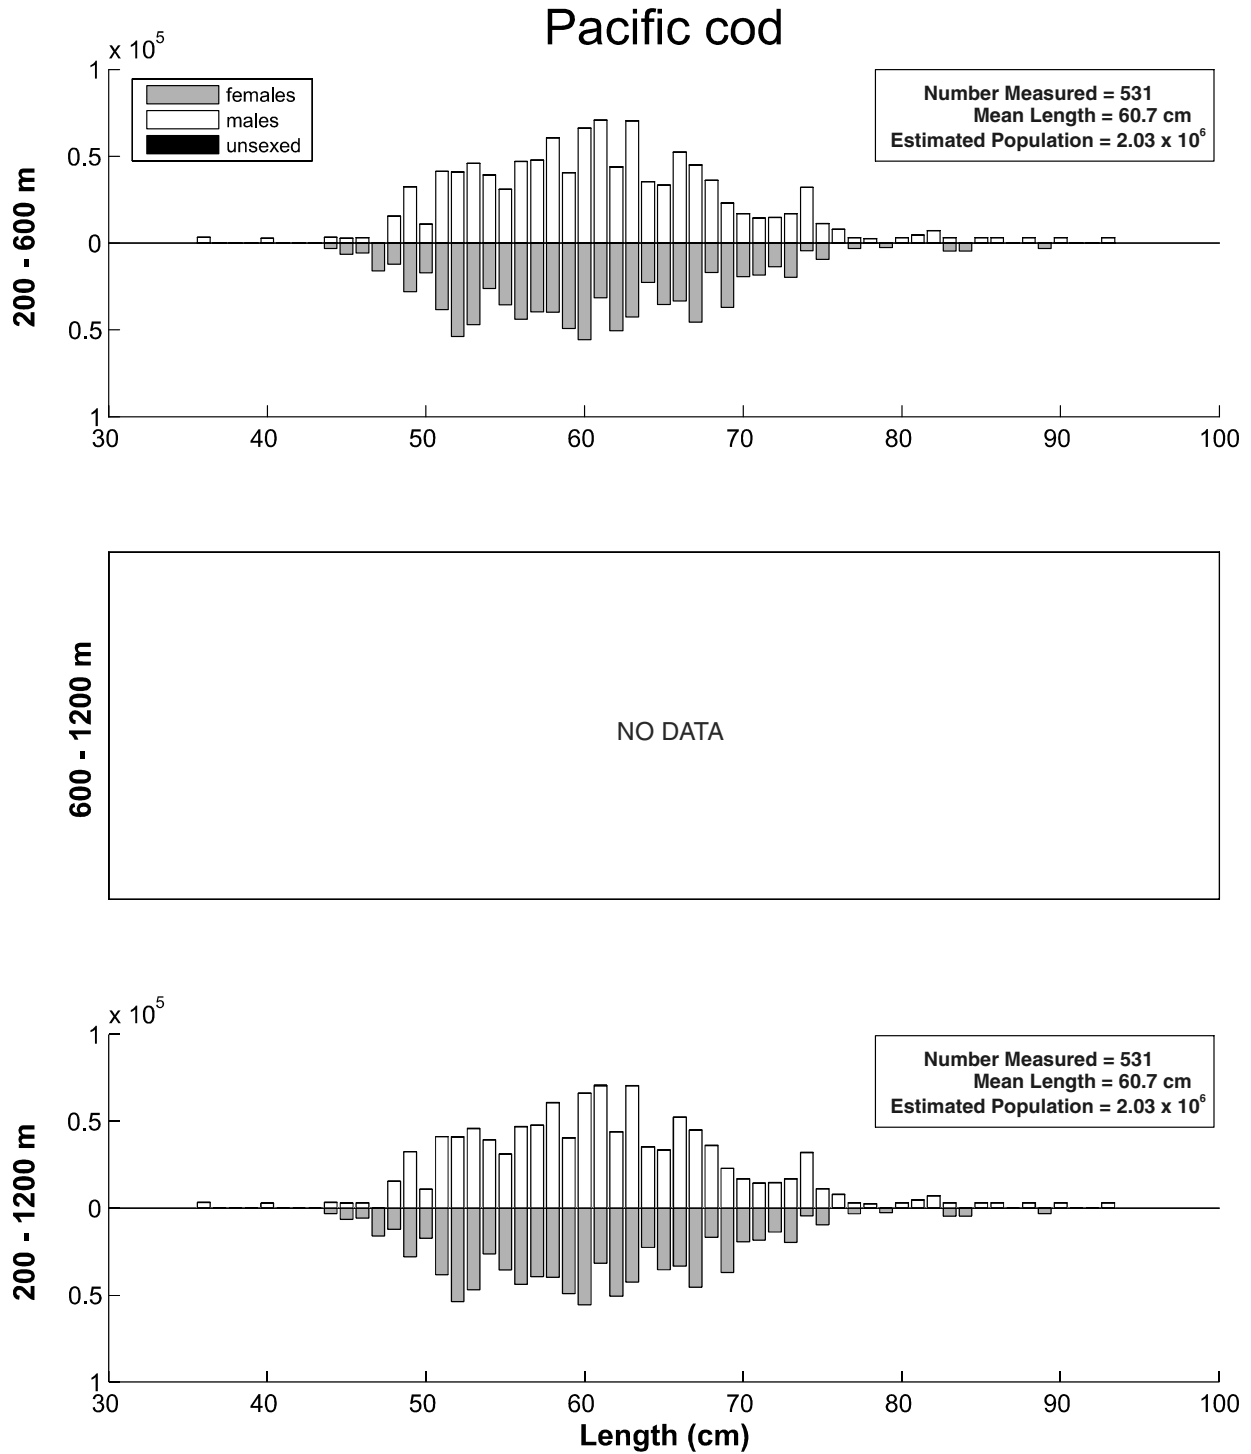 Pacific cod
x 10^5
1
0.5
0
0.5
1
females
males
unsexed
Number Measured = 531
Mean Length = 60.7 cm
Estimated Population = 2.03 x 10^6
200 - 600 m
30 40 50 60 70 80 90 100
600 - 1200 m
NO DATA
x 10^5
1
0.5
0
0.5
1
Number Measured = 531
Mean Length = 60.7 cm
Estimated Population = 2.03 x 10^6
200 - 1200 m
30 40 50 60 70 80 90 100
Length (cm)